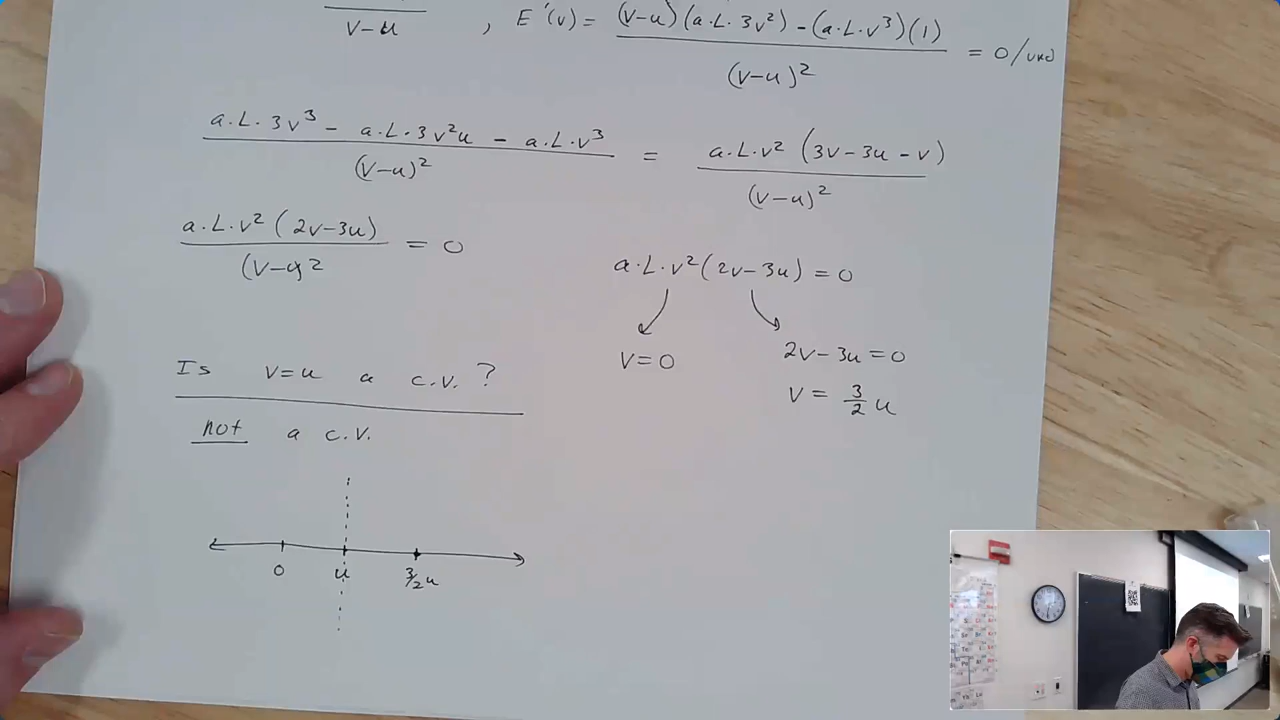 v-u
, E'(v) = (v-u)(a·L·3v²) - (a·L·v³)(1) / (v-u)² = 0/und
a·L·3v³ - a·L·3v²u - a·L·v³ / (v-u)² = a·L·v² (3v-3u-v) / (v-u)²
a·L·v² (2v-3u) / (v-u)² = 0
a·L·v² (2v-3u) = 0
v=0
2v-3u=0
v = 3/2 u
Is v=u a c.v.?
not a c.v.
0 u 3/2u